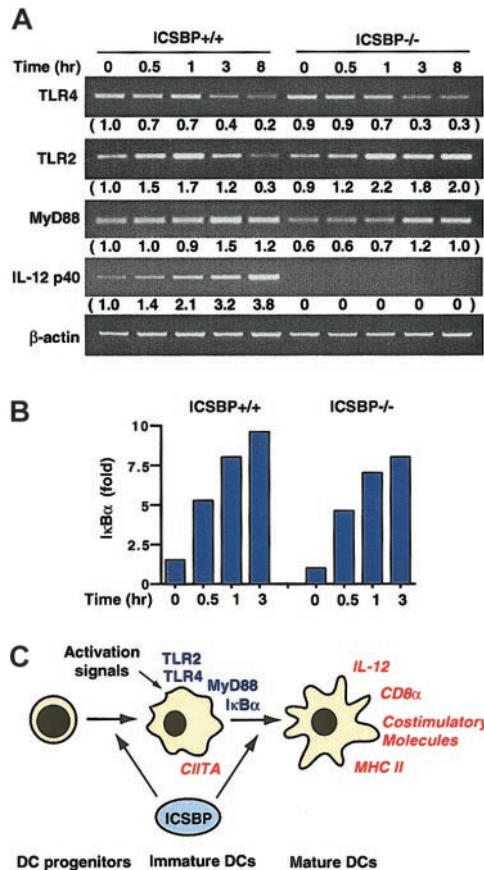 A
ICSBP+/+ ICSBP-/-
Time (hr) 0 0.5 1 3 8 0 0.5 1 3 8
TLR4
( 1.0 0.7 0.7 0.4 0.2 0.9 0.9 0.7 0.3 0.3 )
TLR2
( 1.0 1.5 1.7 1.2 0.3 0.9 1.2 2.2 1.8 2.0 )
MyD88
( 1.0 1.0 0.9 1.5 1.2 0.6 0.6 0.7 1.2 1.0 )
IL-12 p40
( 1.0 1.4 2.1 3.2 3.8 0 0 0 0 0 )
β-actin
B
ICSBP+/+ ICSBP-/-
IκBα (fold)
10
7.5
5
2.5
0
Time (hr) 0 0.5 1 3 0 0.5 1 3
C
Activation
signals
TLR2
TLR4
MyD88
IκBα
CIITA
IL-12
CD8α
Costimulatory
Molecules
MHC II
ICSBP
DC progenitors Immature DCs Mature DCs